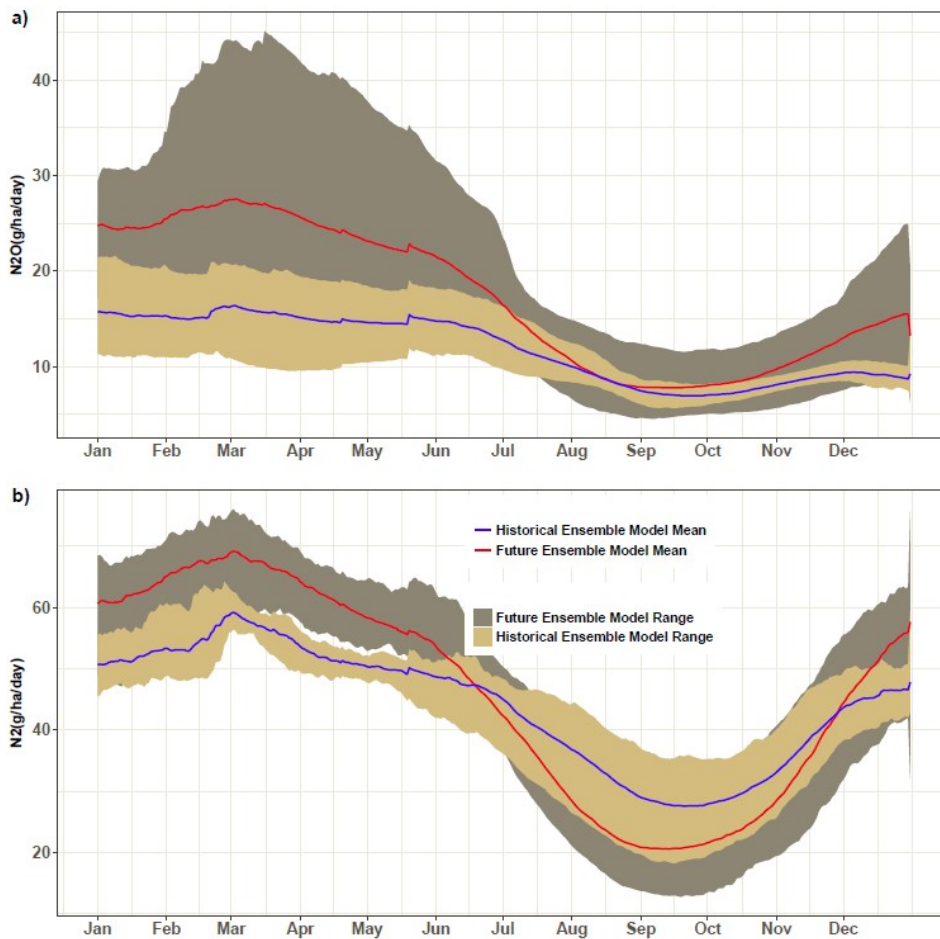 a)
N2O(g/ha/day)
40
30
20
10
Jan Feb Mar Apr May Jun Jul Aug Sep Oct Nov Dec
b)
N2(g/ha/day)
60
40
20
Historical Ensemble Model Mean
Future Ensemble Model Mean
Future Ensemble Model Range
Historical Ensemble Model Range
Jan Feb Mar Apr May Jun Jul Aug Sep Oct Nov Dec